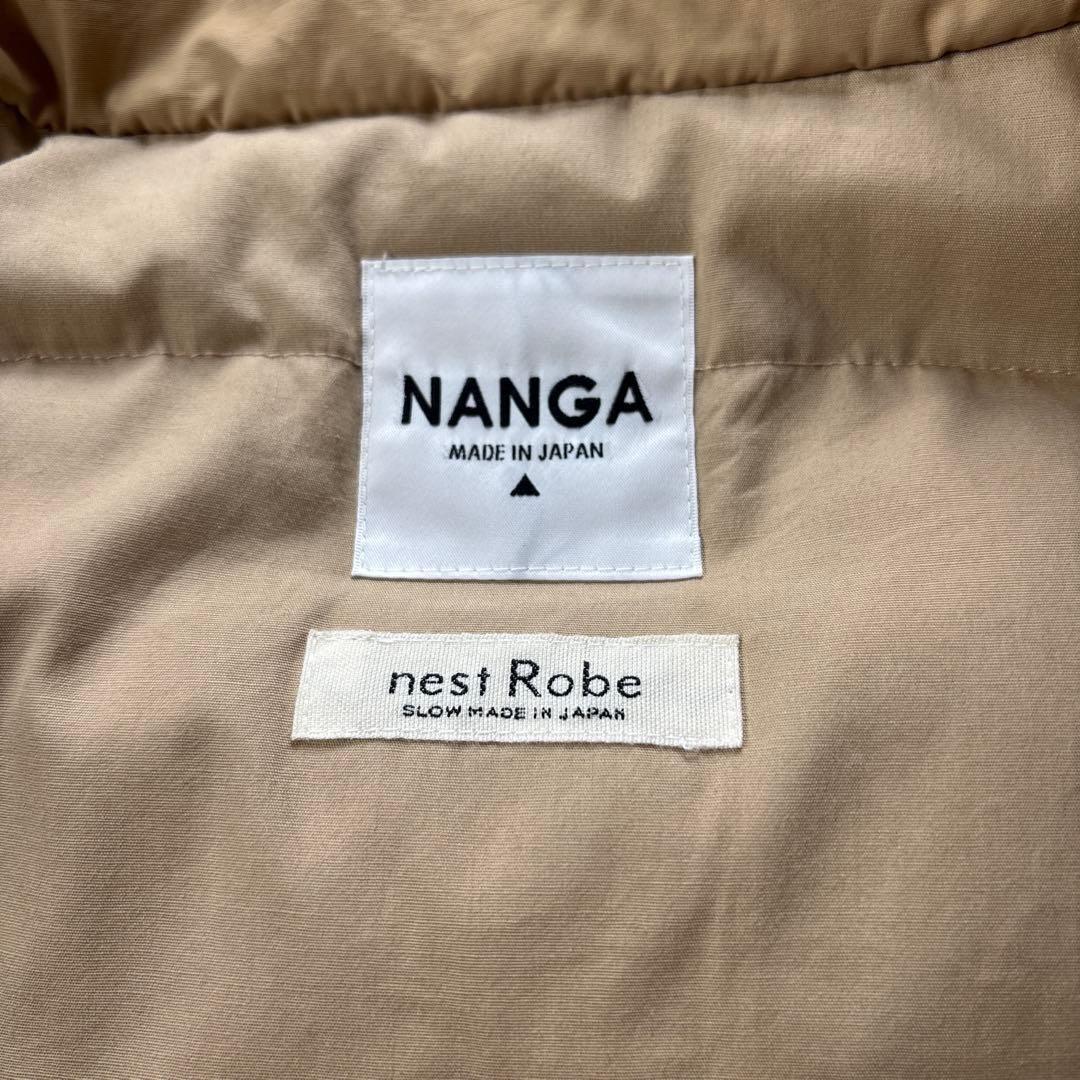 NANGA
MADE IN JAPAN
nest Robe
SLOW MADE IN JAPAN